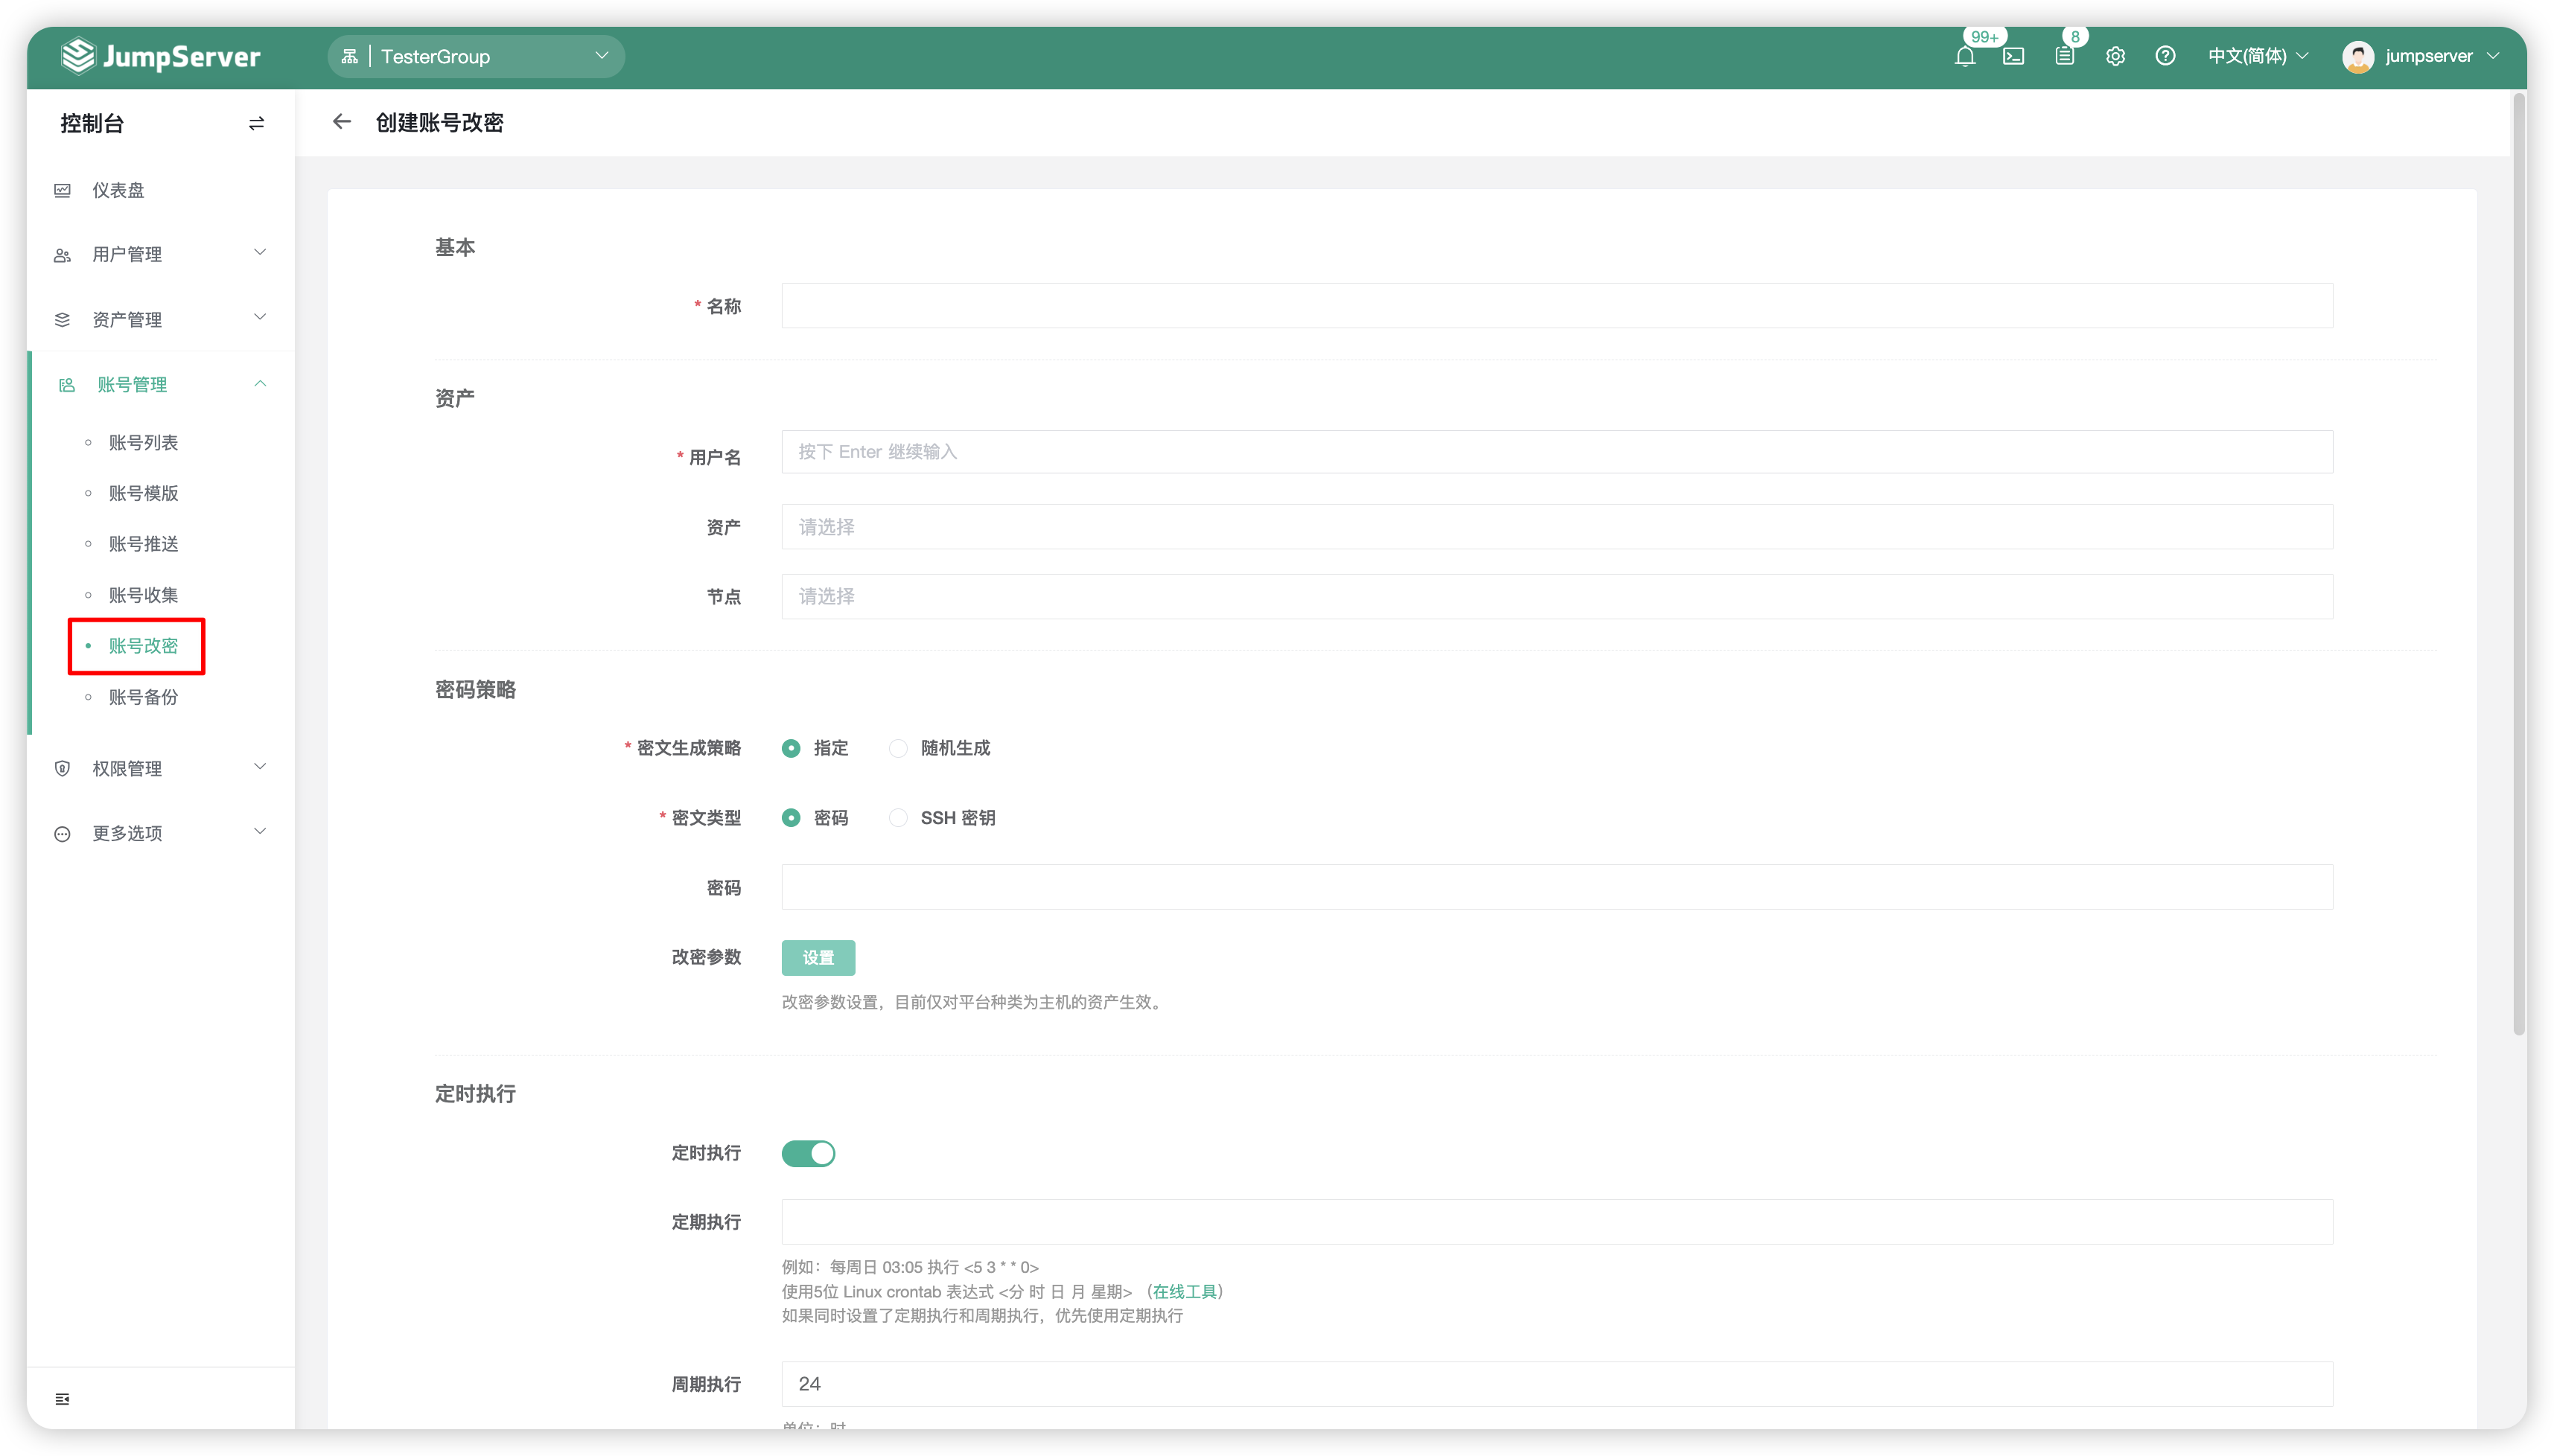 JumpServer
TesterGroup
99+
8
中文(简体)
jumpserver
控制台
仪表盘
用户管理
资产管理
账号管理
账号列表
账号模版
账号推送
账号收集
账号改密
账号备份
权限管理
更多选项
创建账号改密
基本
* 名称
资产
* 用户名
按下 Enter 继续输入
资产
请选择
节点
请选择
密码策略
* 密文生成策略
指定
随机生成
* 密文类型
密码
SSH 密钥
密码
改密参数
设置
改密参数设置，目前仅对平台种类为主机的资产生效。
定时执行
定时执行
定期执行
例如：每周日 03:05 执行 <5 3 * * 0>
使用5位 Linux crontab 表达式 <分 时 日 月 星期> （在线工具）
如果同时设置了定期执行和周期执行，优先使用定期执行
周期执行
24
单位：时